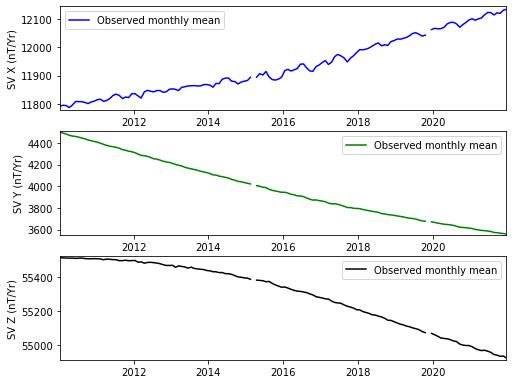 12100
12000
11900
11800
SV X (nT/Yr)
Observed monthly mean
2012 2014 2016 2018 2020
4400
4200
4000
3800
3600
SV Y (nT/Yr)
Observed monthly mean
2012 2014 2016 2018 2020
55400
55200
55000
SV Z (nT/Yr)
Observed monthly mean
2012 2014 2016 2018 2020